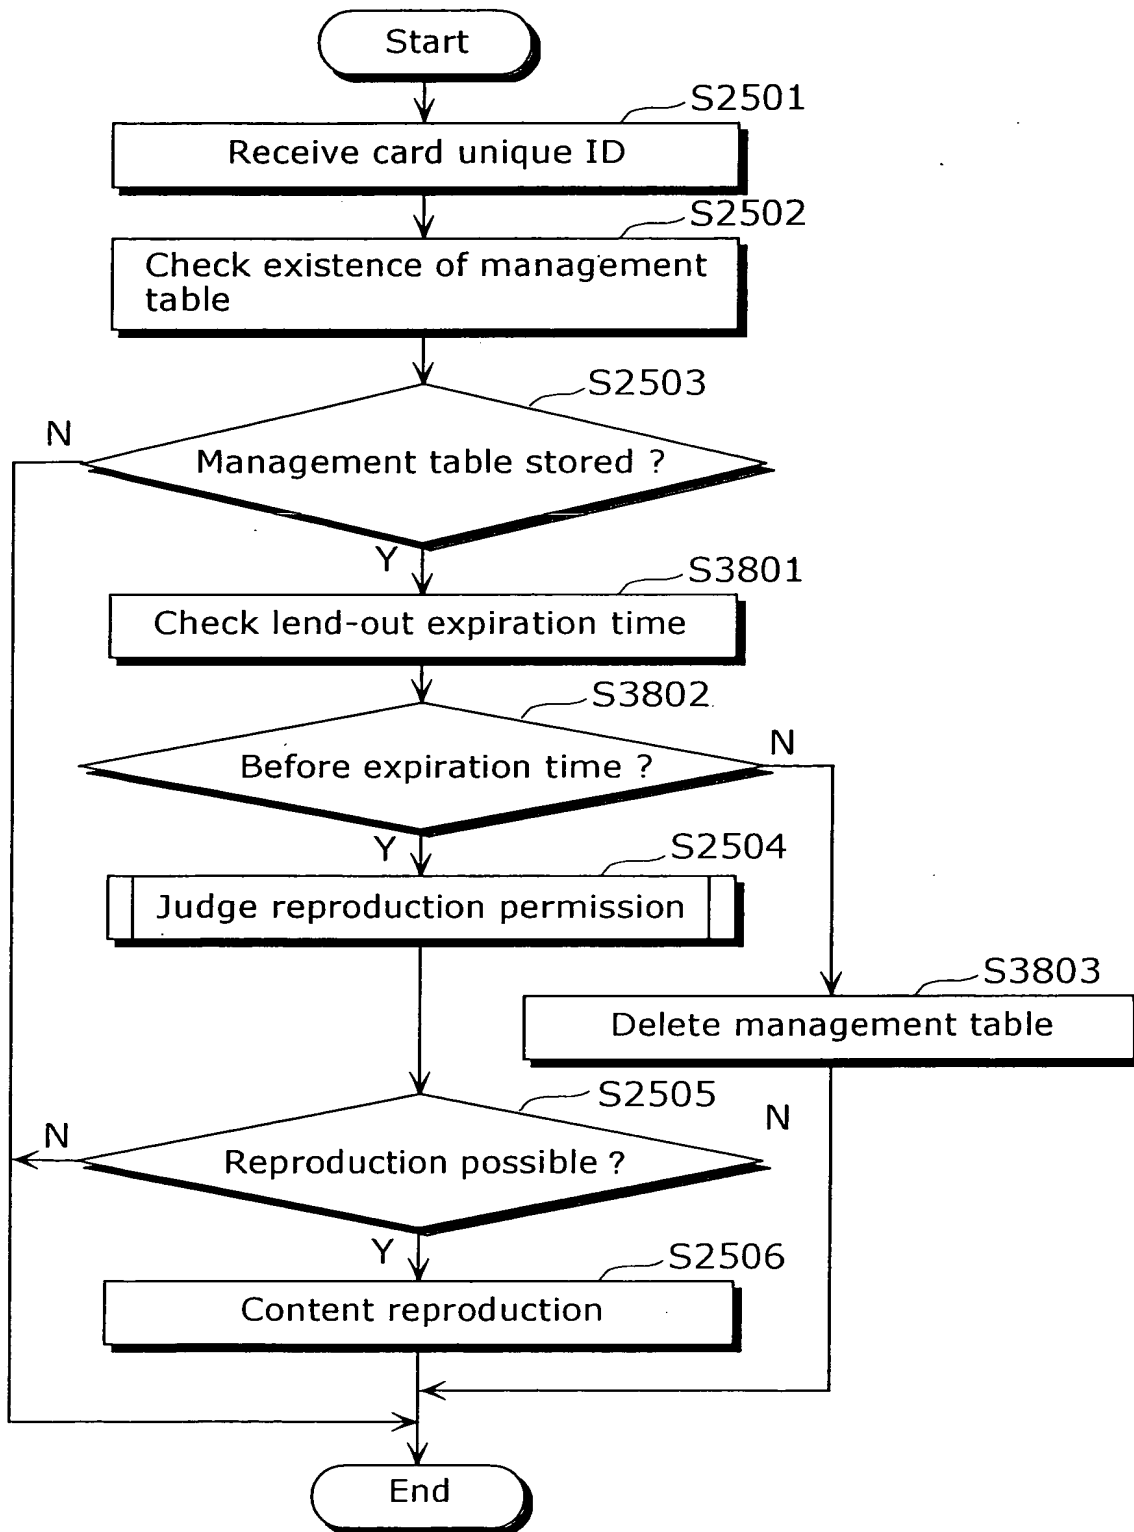 Start
S2501
Receive card unique ID
S2502
Check existence of management
table
S2503
N
Management table stored ?
Y
S3801
Check lend-out expiration time
S3802
N
Before expiration time ?
Y
S2504
Judge reproduction permission
S3803
Delete management table
S2505
N
N
Reproduction possible ?
Y
S2506
Content reproduction
End